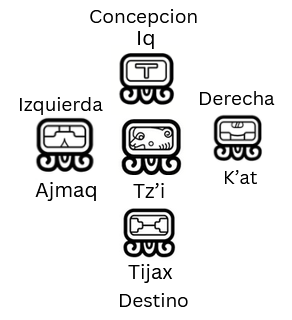 Concepcion
Iq
Izquierda
Derecha
Ajmaq
Tz’i
K’at
Tijax
Destino